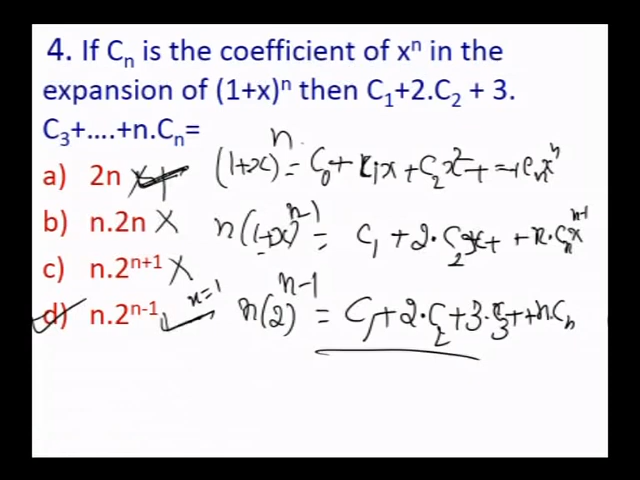 4. If Cn is the coefficient of xⁿ in the
expansion of (1+x)ⁿ then C₁+2.C₂ + 3.
C₃+....+n.Cₙ=
a) 2n
(1+x)ⁿ = C₀ + C₁x + C₂x² + --- + Cₙxⁿ
b) n.2n ×
n(1+x)ⁿ⁻¹ = C₁ + 2·C₂x + + n·Cₙxⁿ⁻¹
c) n.2ⁿ⁺¹ ×
x=1
d) n.2ⁿ⁻¹ ✓
n(2)ⁿ⁻¹ = C₁ + 2·C₂ + 3·C₃ + + n.Cₙ